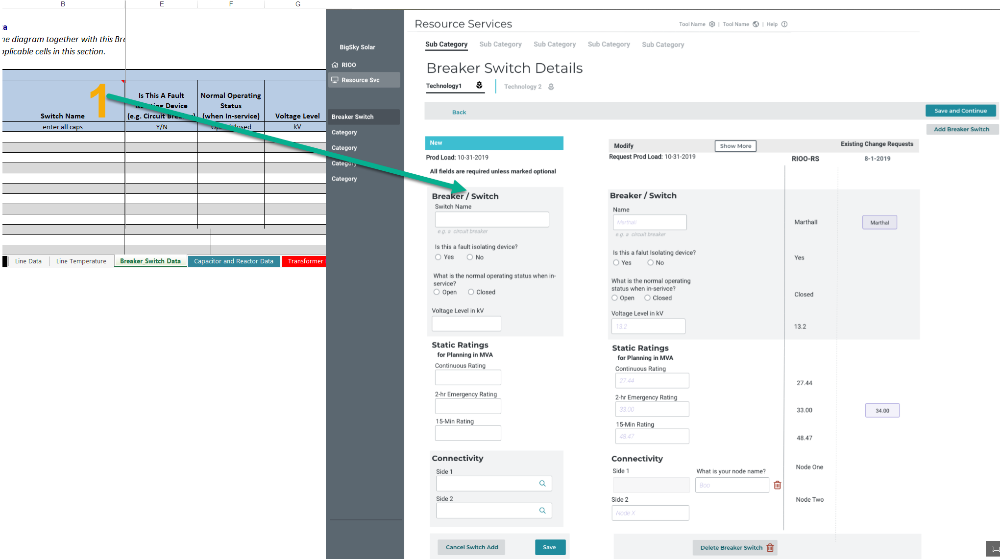 B
E
F
G
ta
ne diagram together with this Bre
pplicable cells in this section.
1
Switch Name
Is This A Fault
Isolating Device
(e.g. Circuit Breaker)
Normal Operating
Status
(when In-service)
Voltage Level
enter all caps
Y/N
Open/Closed
kV
Line Data
Line Temperature
Breaker_Switch Data
Capacitor and Reactor Data
Transformer
BigSky Solar
RIOO
Resource Svc
Breaker Switch
Category
Category
Category
Category
Resource Services
Tool Name | Tool Name | Help
Sub Category Sub Category Sub Category Sub Category Sub Category
Breaker Switch Details
Technology1
Technology 2
Back
Save and Continue
Add Breaker Switch
New
Prod Load: 10-31-2019
All fields are required unless marked optional
Breaker / Switch
Switch Name
e.g. a circuit breaker
Is this a fault isolating device?
Yes No
What is the normal operating status when in-
service?
Open Closed
Voltage Level in kV
Static Ratings
for Planning in MVA
Continuous Rating
2-hr Emergency Rating
15-Min Rating
Connectivity
Side 1
Side 2
Cancel Switch Add
Save
Modify
Show More
Existing Change Requests
Request Prod Load: 10-31-2019
RIOO-RS
8-1-2019
Breaker / Switch
Name
Marthall
e.g. a circuit breaker
Marthall
Marthal
Is this a falut Isolating device?
Yes No
Yes
What is the normal operating
status when in-serivce?
Open Closed
Closed
Voltage Level in kV
13.2
13.2
Static Ratings
for Planning in MVA
Continuous Rating
27.44
27.44
2-hr Emergency Rating
33.00
33.00
34.00
15-Min Rating
48.47
48.47
Connectivity
Side 1
What is your node name?
Boo
Node One
Side 2
Node X
Node Two
Delete Breaker Switch